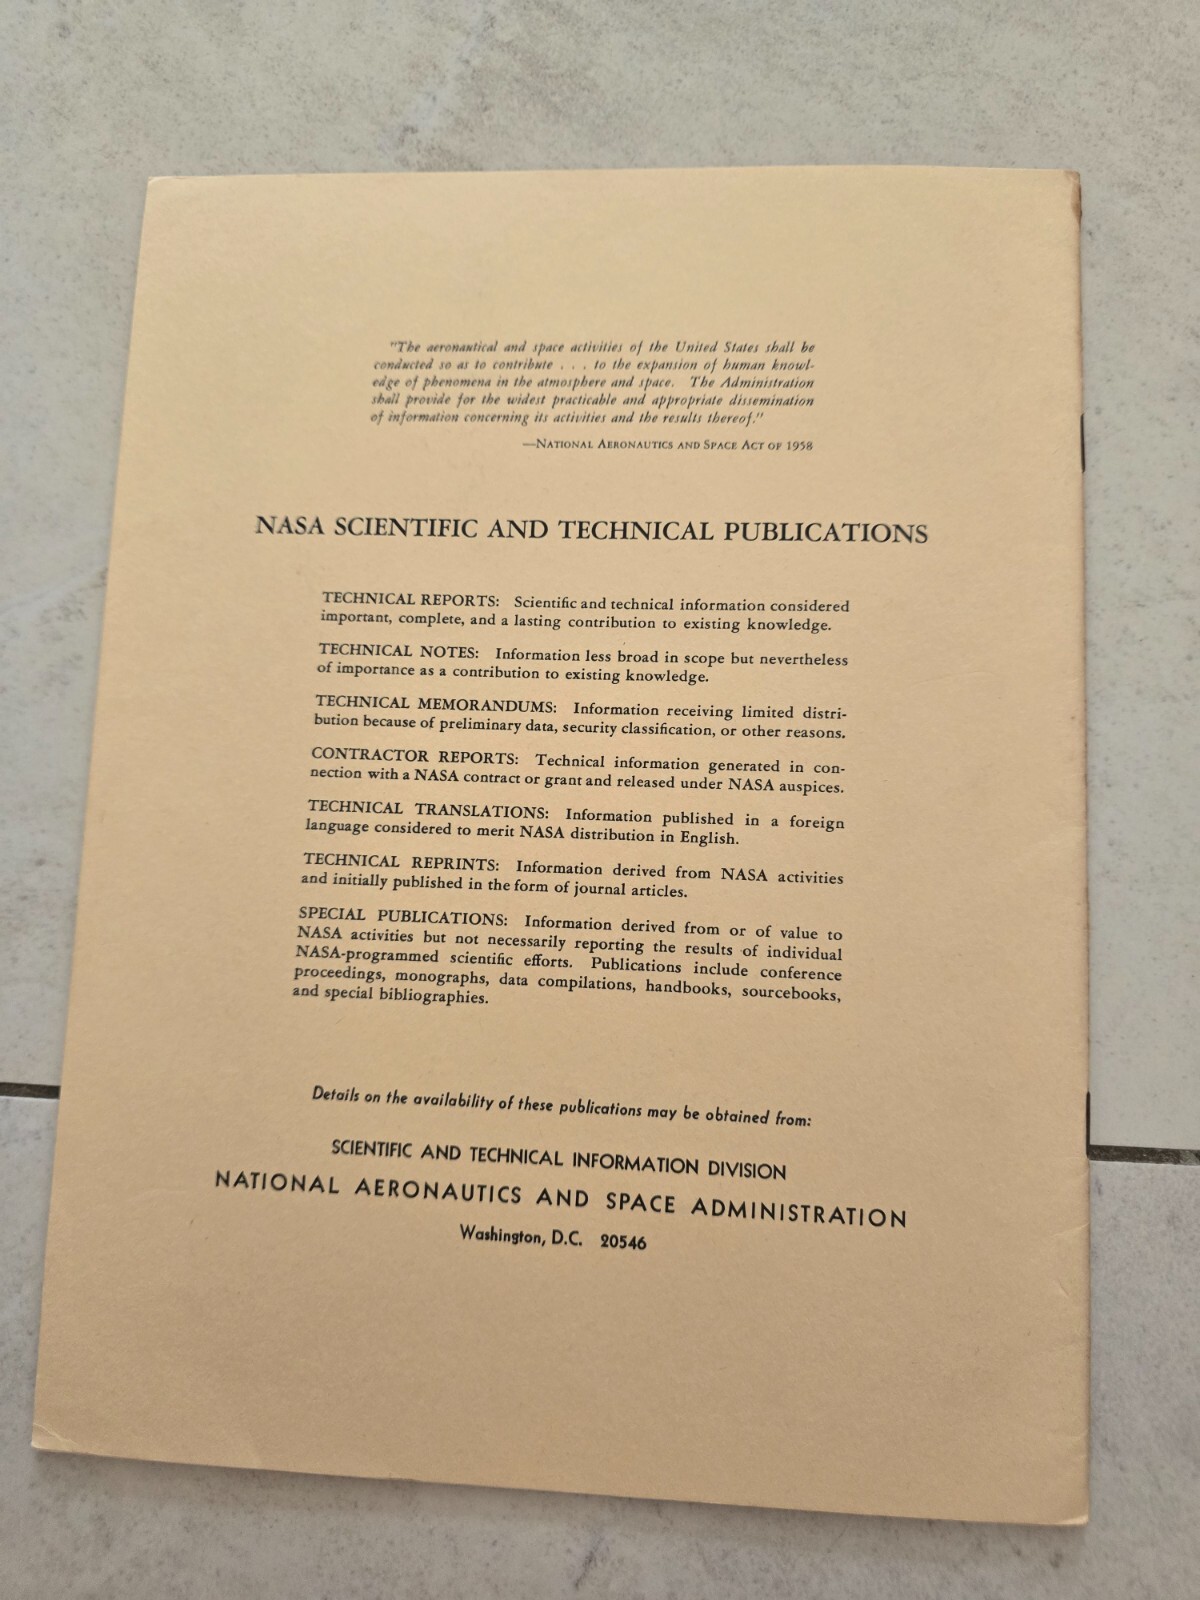 "The aeronautical and space activities of the United States shall be
conducted so as to contribute . . . to the expansion of human knowl-
edge of phenomena in the atmosphere and space. The Administration
shall provide for the widest practicable and appropriate dissemination
of information concerning its activities and the results thereof."
—NATIONAL AERONAUTICS AND SPACE ACT OF 1958
NASA SCIENTIFIC AND TECHNICAL PUBLICATIONS
TECHNICAL REPORTS: Scientific and technical information considered
important, complete, and a lasting contribution to existing knowledge.
TECHNICAL NOTES: Information less broad in scope but nevertheless
of importance as a contribution to existing knowledge.
TECHNICAL MEMORANDUMS: Information receiving limited distri-
bution because of preliminary data, security classification, or other reasons.
CONTRACTOR REPORTS: Technical information generated in con-
nection with a NASA contract or grant and released under NASA auspices.
TECHNICAL TRANSLATIONS: Information published in a foreign
language considered to merit NASA distribution in English.
TECHNICAL REPRINTS: Information derived from NASA activities
and initially published in the form of journal articles.
SPECIAL PUBLICATIONS: Information derived from or of value to
NASA activities but not necessarily reporting the results of individual
NASA-programmed scientific efforts. Publications include conference
proceedings, monographs, data compilations, handbooks, sourcebooks,
and special bibliographies.
Details on the availability of these publications may be obtained from:
SCIENTIFIC AND TECHNICAL INFORMATION DIVISION
NATIONAL AERONAUTICS AND SPACE ADMINISTRATION
Washington, D.C. 20546